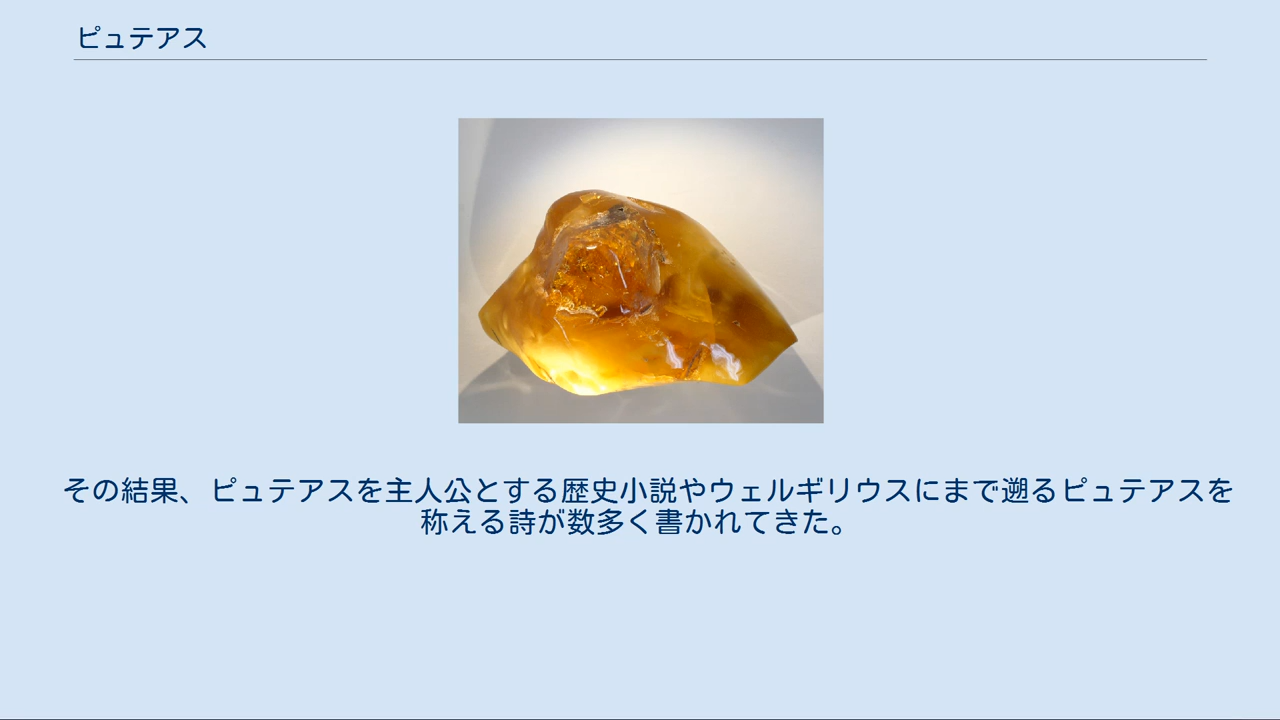 ピュテアス
その結果、ピュテアスを主人公とする歴史小説やウェルギリウスにまで遡るピュテアスを
称える詩が数多く書かれてきた。